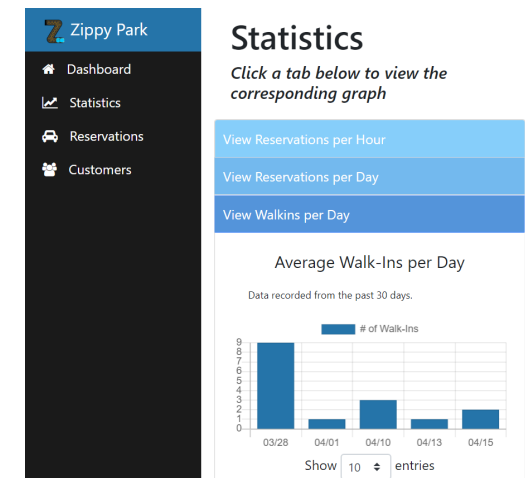 Zippy Park
Dashboard
Statistics
Reservations
Customers
Statistics
Click a tab below to view the
corresponding graph
View Reservations per Hour
View Reservations per Day
View Walkins per Day
Average Walk-Ins per Day
Data recorded from the past 30 days.
# of Walk-Ins
9
8
7
6
5
4
3
2
1
0
03/28 04/01 04/10 04/13 04/15
Show 10 entries